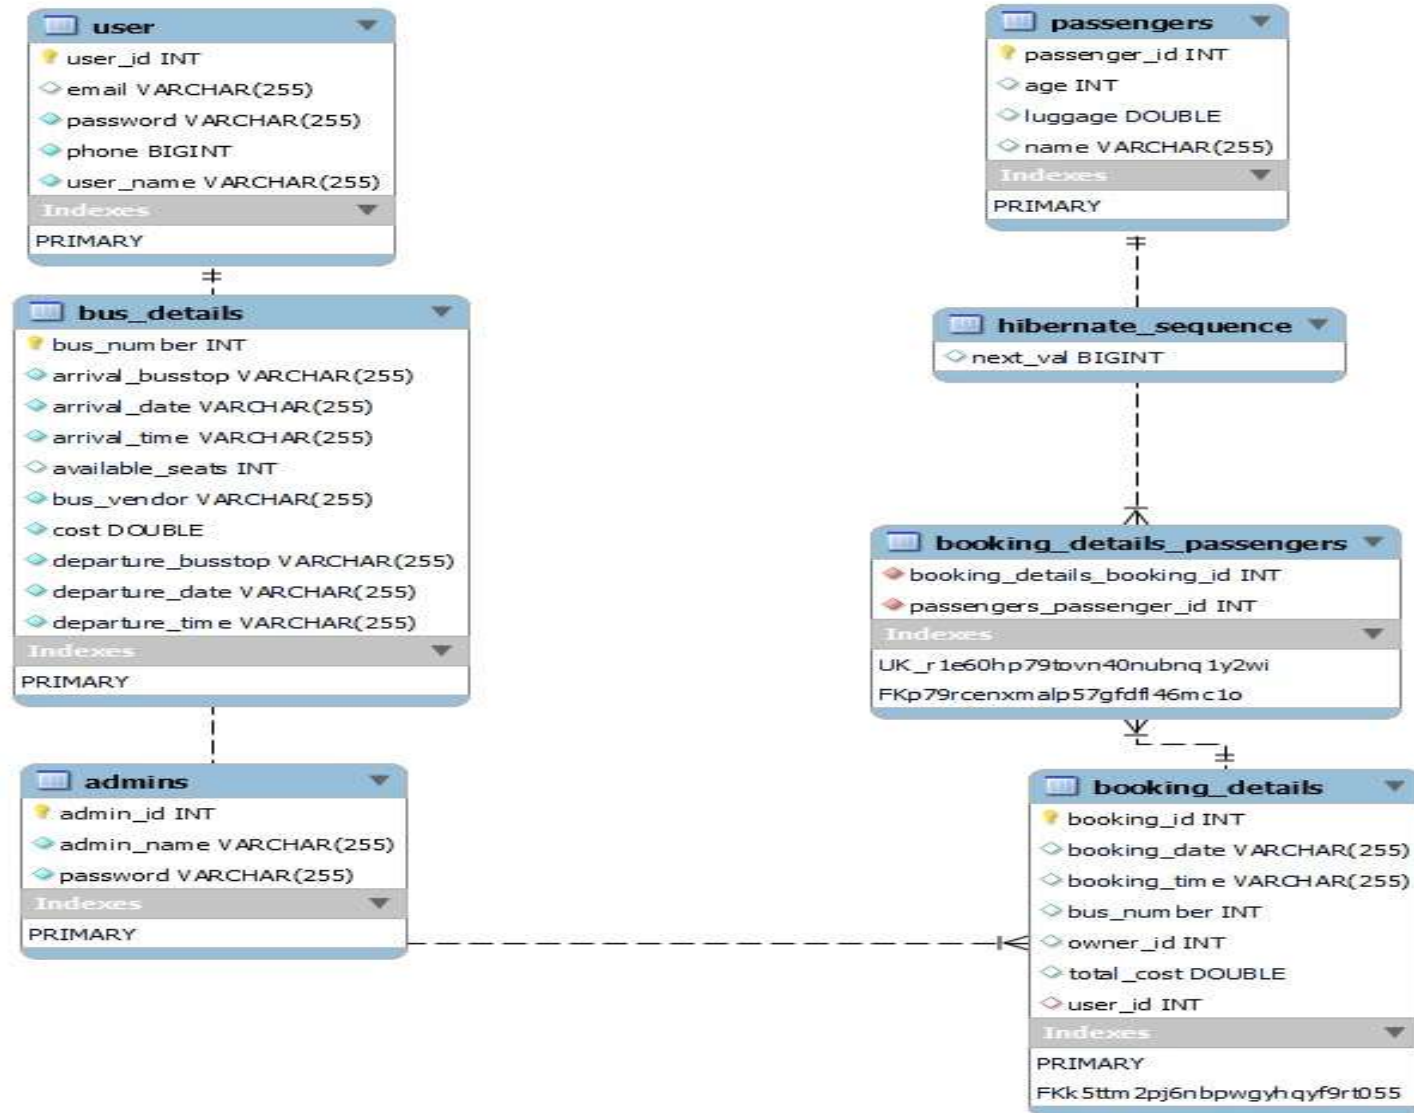 user
user_id INT
email VARCHAR(255)
password VARCHAR(255)
phone BIGINT
user_name VARCHAR(255)
Indexes
PRIMARY
bus_details
bus_number INT
arrival_busstop VARCHAR(255)
arrival_date VARCHAR(255)
arrival_time VARCHAR(255)
available_seats INT
bus_vendor VARCHAR(255)
cost DOUBLE
departure_busstop VARCHAR(255)
departure_date VARCHAR(255)
departure_time VARCHAR(255)
Indexes
PRIMARY
admins
admin_id INT
admin_name VARCHAR(255)
password VARCHAR(255)
Indexes
PRIMARY
passengers
passenger_id INT
age INT
luggage DOUBLE
name VARCHAR(255)
Indexes
PRIMARY
hibernate_sequence
next_val BIGINT
booking_details_passengers
booking_details_booking_id INT
passengers_passenger_id INT
Indexes
UK_r1e60hp79tovn40nubnq1y2wi
FKp79rcenxmalp57gfdfl46mc1o
booking_details
booking_id INT
booking_date VARCHAR(255)
booking_time VARCHAR(255)
bus_number INT
owner_id INT
total_cost DOUBLE
user_id INT
Indexes
PRIMARY
FKk5ttm2pj6nbpwgyhqyf9rt055